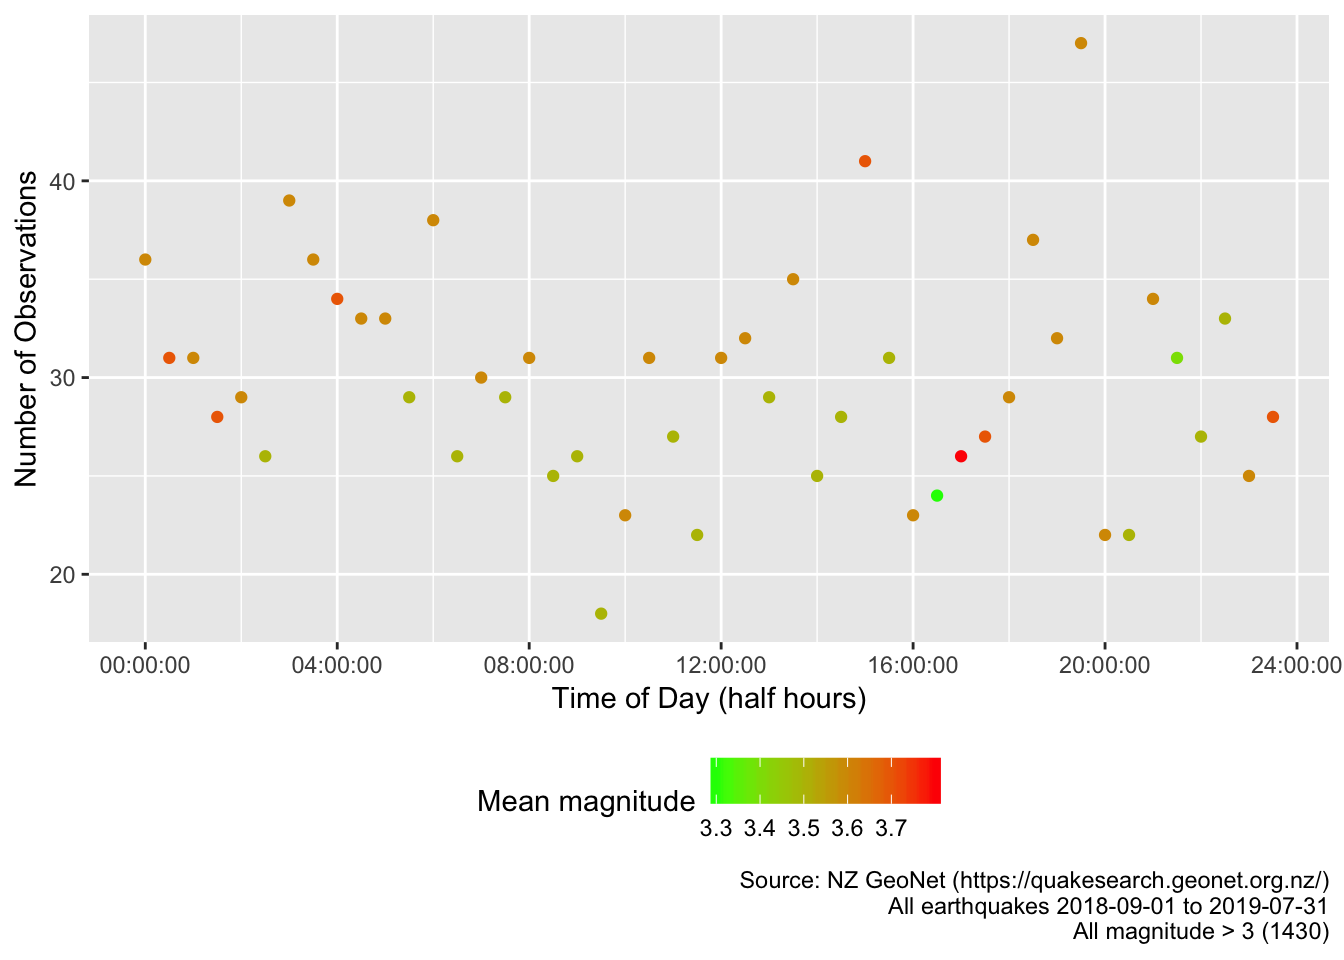 Number of Observations
40
30
20
00:00:00 04:00:00 08:00:00 12:00:00 16:00:00 20:00:00 24:00:00
Time of Day (half hours)
Mean magnitude
3.3 3.4 3.5 3.6 3.7
Source: NZ GeoNet (https://quakesearch.geonet.org.nz/)
All earthquakes 2018-09-01 to 2019-07-31
All magnitude > 3 (1430)